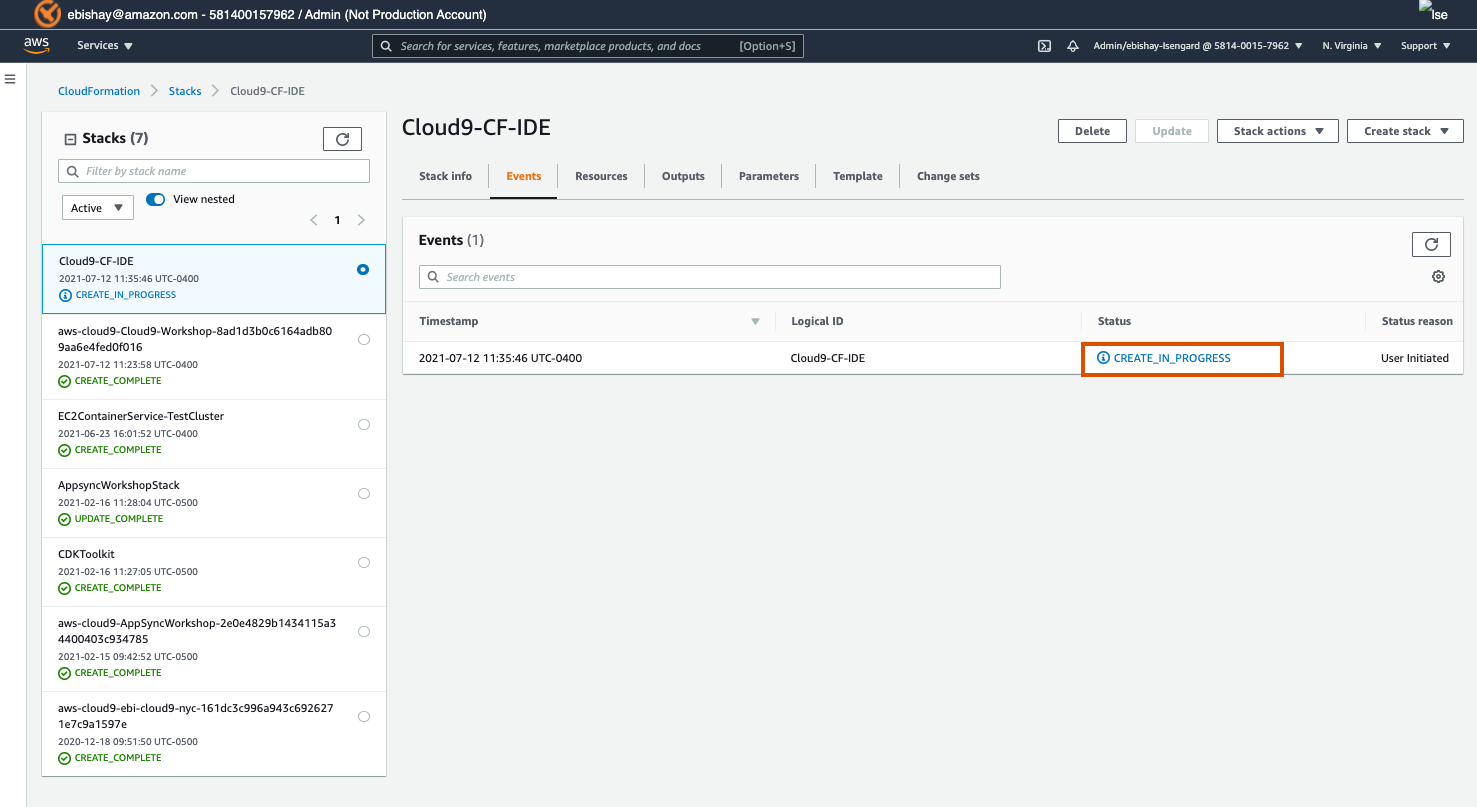 ebishay@amazon.com - 581400157962 / Admin (Not Production Account)
Ise
aws
Services
Search for services, features, marketplace products, and docs
[Option+S]
Admin/ebishay-Isengard @ 5814-0015-7962
N. Virginia
Support
CloudFormation
Stacks
Cloud9-CF-IDE
Stacks (7)
Filter by stack name
Active
View nested
1
Cloud9-CF-IDE
2021-07-12 11:35:46 UTC-0400
CREATE_IN_PROGRESS
aws-cloud9-Cloud9-Workshop-8ad1d3b0c6164adb80
9aa6e4fed0f016
2021-07-12 11:23:58 UTC-0400
CREATE_COMPLETE
EC2ContainerService-TestCluster
2021-06-23 16:01:52 UTC-0400
CREATE_COMPLETE
AppsyncWorkshopStack
2021-02-16 11:28:04 UTC-0500
UPDATE_COMPLETE
CDKToolkit
2021-02-16 11:27:05 UTC-0500
CREATE_COMPLETE
aws-cloud9-AppSyncWorkshop-2e0e4829b1434115a3
4400403c934785
2021-02-15 09:42:52 UTC-0500
CREATE_COMPLETE
aws-cloud9-ebi-cloud9-nyc-161dc3c996a943c692627
1e7c9a1597e
2020-12-18 09:51:50 UTC-0500
CREATE_COMPLETE
Cloud9-CF-IDE
Delete
Update
Stack actions
Create stack
Stack info
Events
Resources
Outputs
Parameters
Template
Change sets
Events (1)
Search events
Timestamp
Logical ID
Status
Status reason
2021-07-12 11:35:46 UTC-0400
Cloud9-CF-IDE
CREATE_IN_PROGRESS
User Initiated